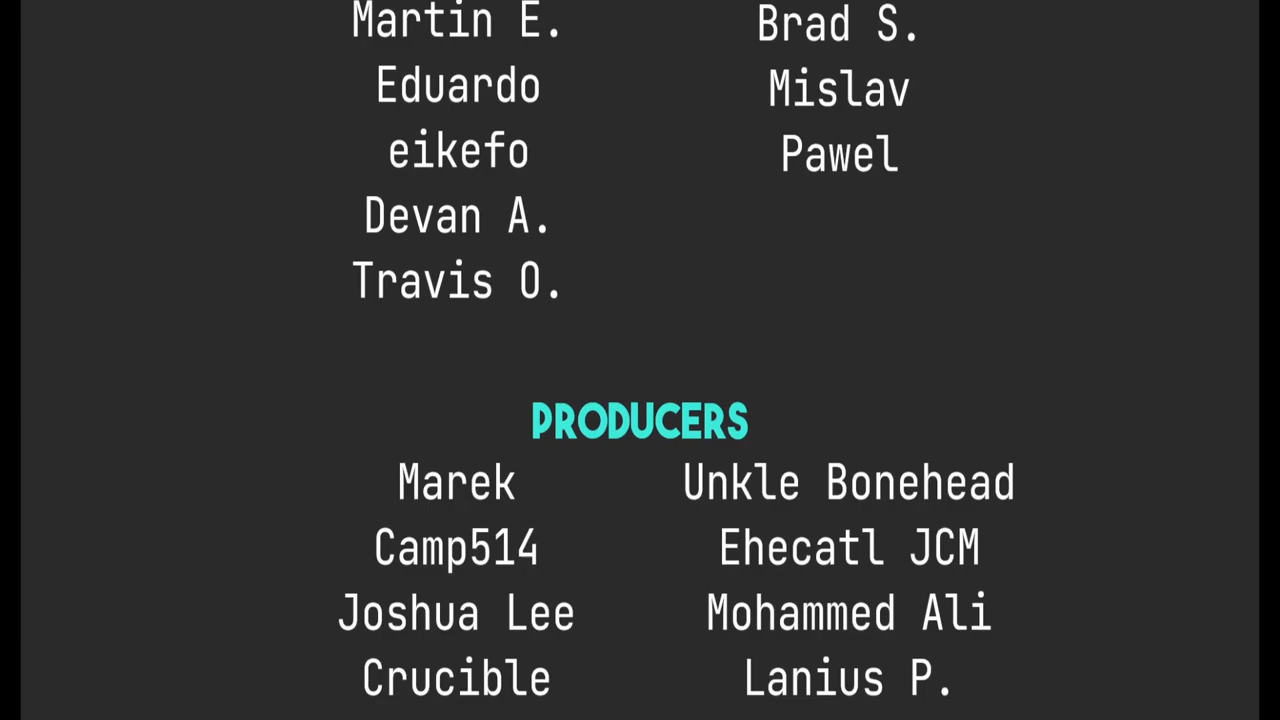 Martin E.
Brad S.
Eduardo
Mislav
eikefo
Pawel
Devan A.
Travis O.
PRODUCERS
Marek
Unkle Bonehead
Camp514
Ehecatl JCM
Joshua Lee
Mohammed Ali
Crucible
Lanius P.